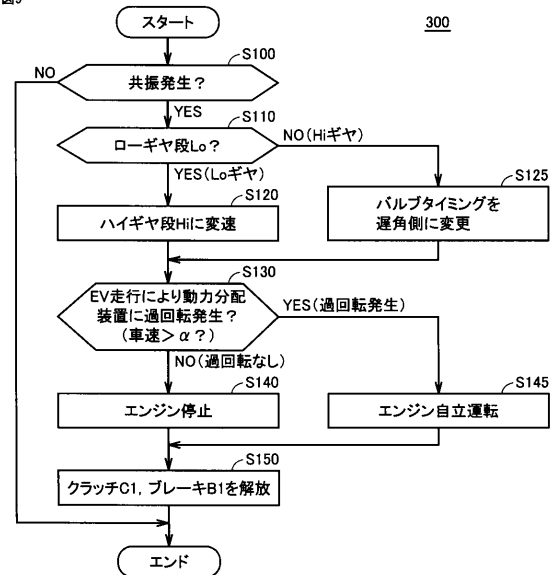 図9
スタート
300
S100
NO
共振発生？
YES
S110
ローギヤ段Lo？
NO(Hiギヤ)
YES(Loギヤ)
S120
S125
ハイギヤ段Hiに変速
バルブタイミングを
遅角側に変更
S130
EV走行により動力分配
装置に過回転発生？
(車速＞α？)
YES(過回転発生)
NO(過回転なし)
S140
S145
エンジン停止
エンジン自立運転
S150
クラッチC1，ブレーキB1を解放
エンド